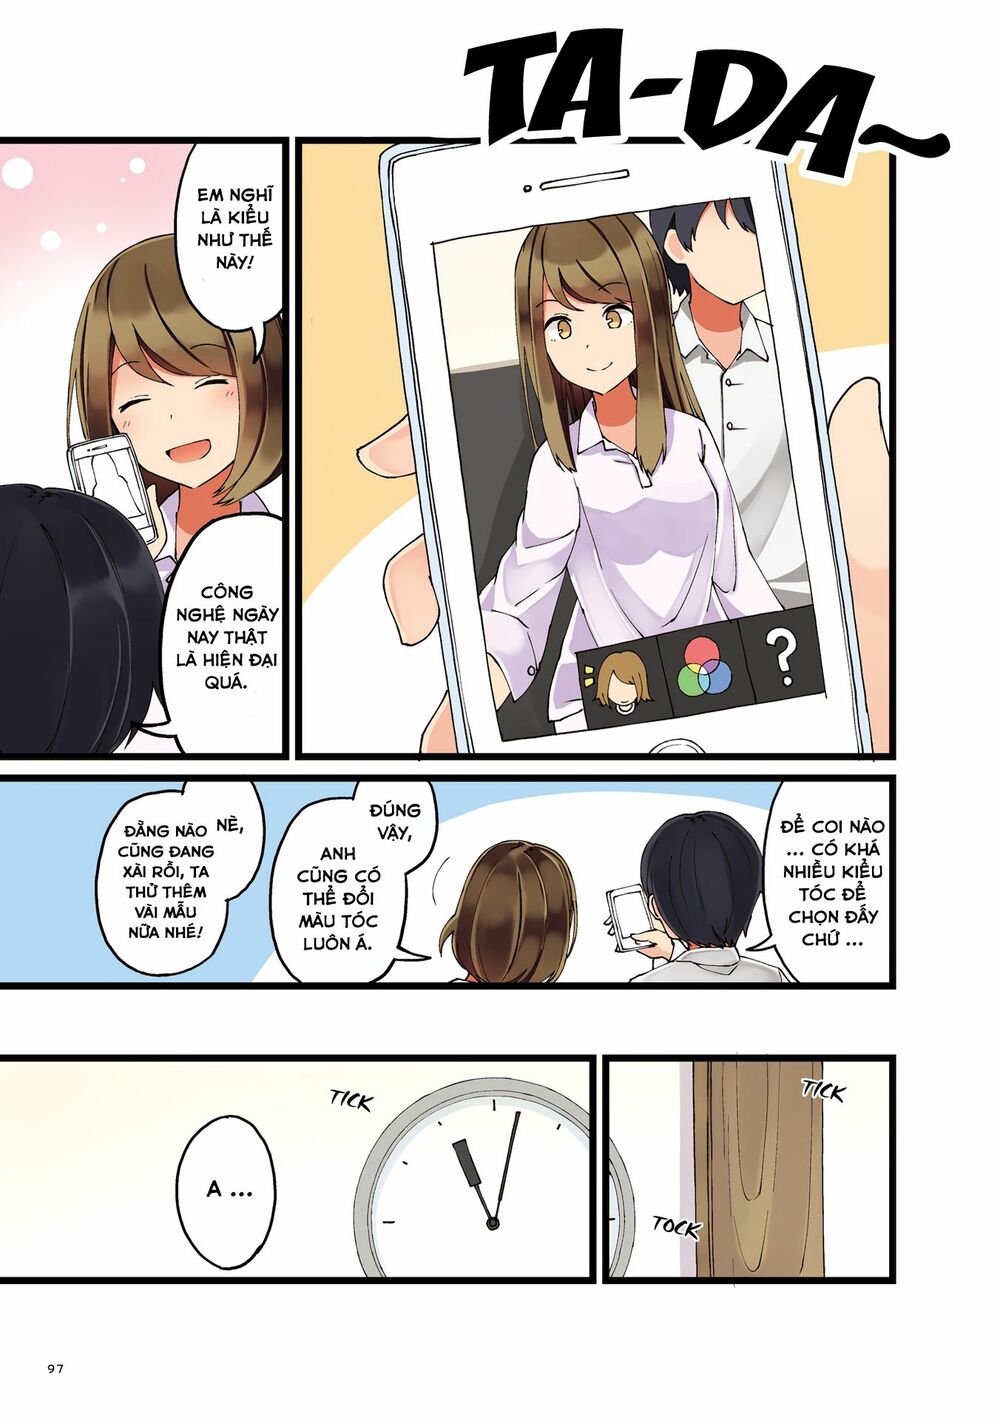 TA-DA~
EM NGHĨ
LÀ KIỂU
NHƯ THẾ
NÀY!
CÔNG
NGHỆ NGÀY
NAY THẬT
LÀ HIỆN ĐẠI
QUÁ.
ĐỂ COI NÀO
... CÓ KHÁ
NHIỀU KIỂU
TÓC ĐỂ
CHỌN ĐẤY
CHỨ ...
ĐÚNG
VẬY,
ANH
CŨNG CÓ
THỂ ĐỔI
MÀU TÓC
LUÔN Á.
NÈ,
ĐẰNG NÀO
CŨNG ĐANG
XÀI RỒI, TA
THỬ THÊM
VÀI MẪU
NỮA NHÉ!
?
TICK
TOCK
TICK
A ...
97